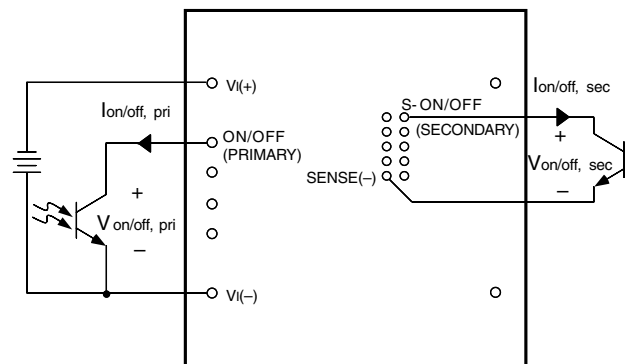 VI(+)
Ion/off, pri
ON/OFF
(PRIMARY)
+
Von/off, pri
–
VI(–)
S- ON/OFF
(SECONDARY)
SENSE(–)
Ion/off, sec
+
Von/off, sec
–